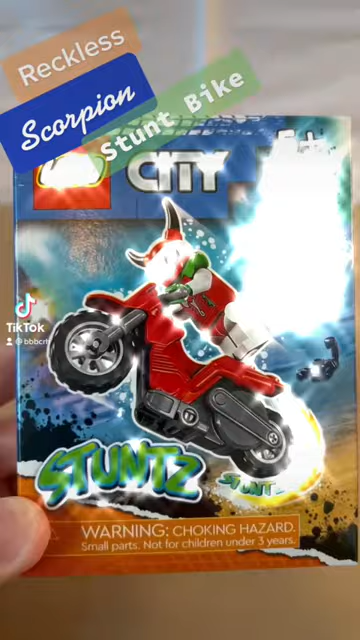 Reckless
Scorpion
Stunt Bike
CITY
TikTok
STUNTZ
WARNING: CHOKING HAZARD.
Small parts. Not for children under 3 years.